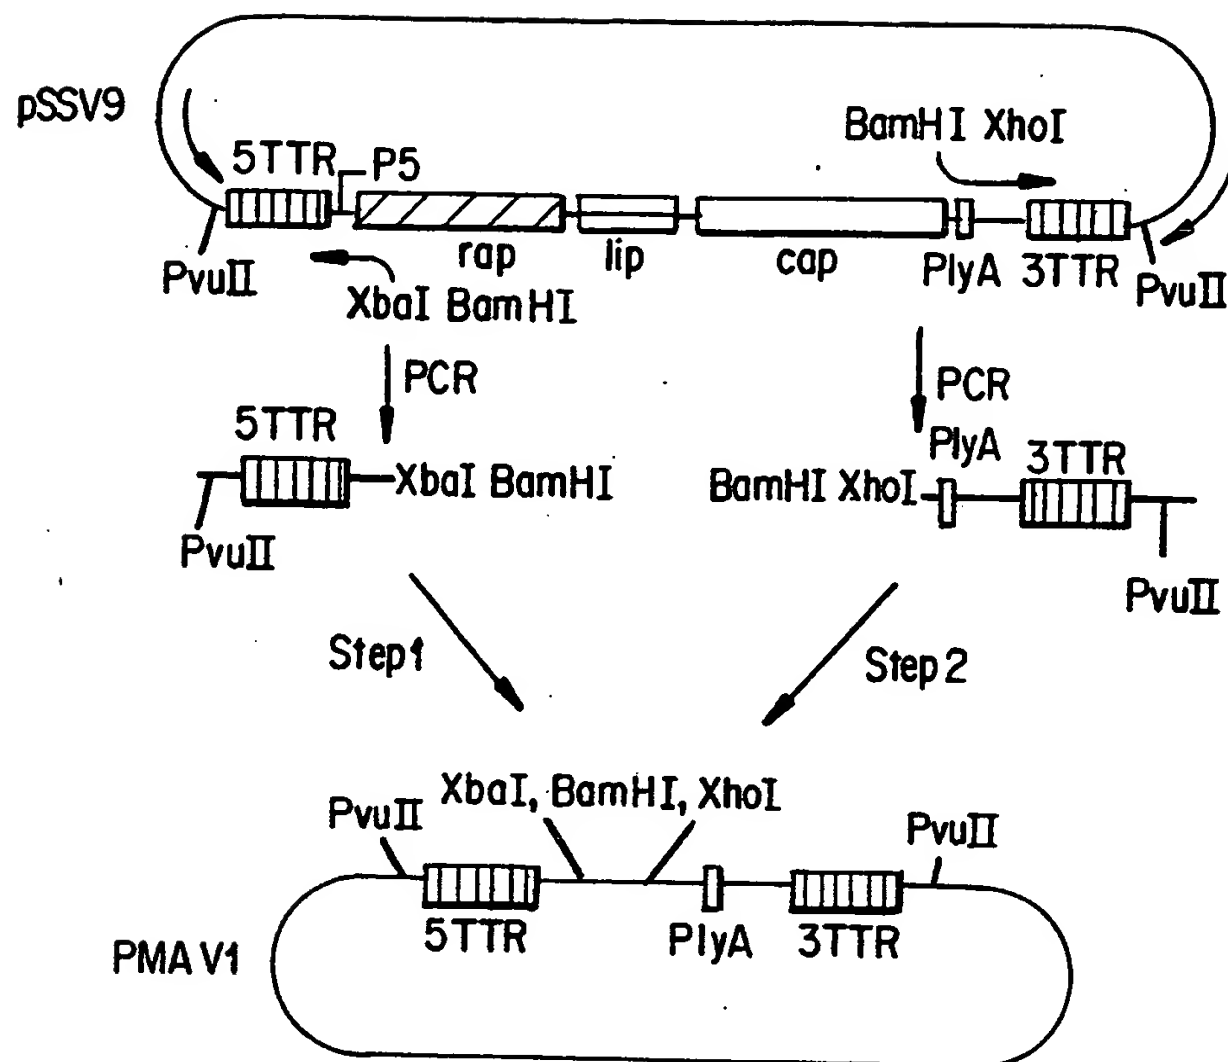 pSSV9
BamHI XhoI
5TTR
P5
rap
lip
cap
PlyA
3TTR
PvuII
XbaI BamHI
PvuII
PCR
PCR
5TTR
XbaI BamHI
PvuII
PlyA
3TTR
BamHI XhoI
PvuII
Step1
Step2
XbaI, BamHI, XhoI
PvuII
PvuII
5TTR
PlyA
3TTR
PMAV1